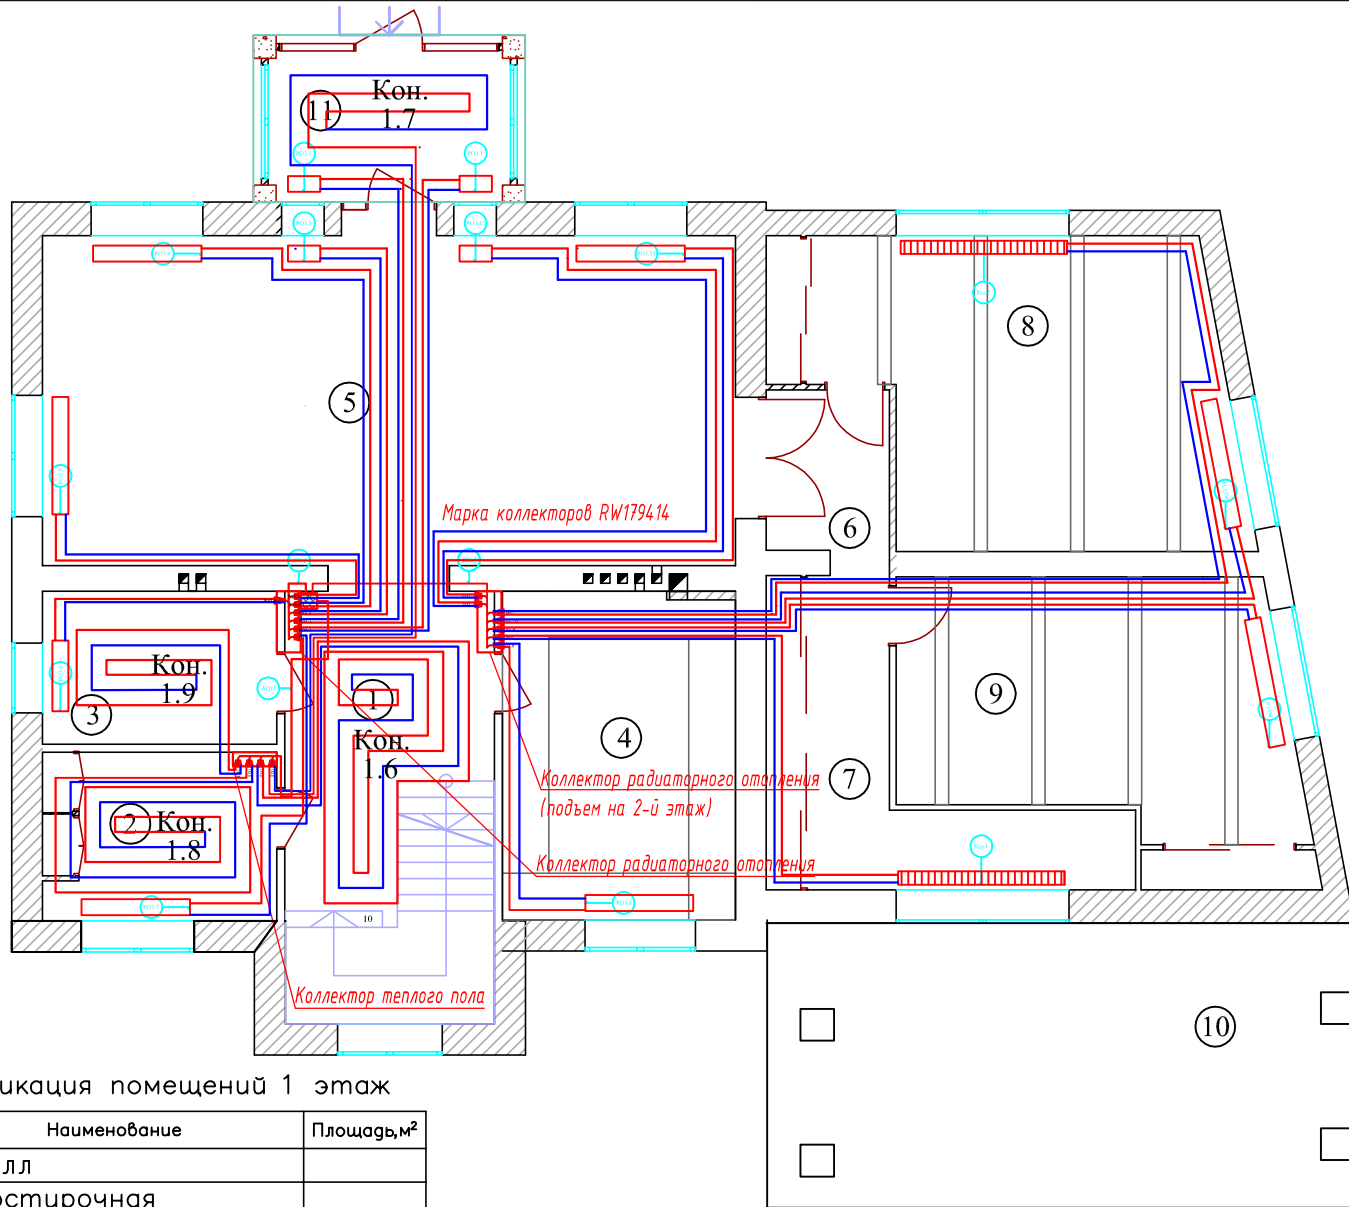 Кон.
11
1.7
8
5
Марка коллекторов RW179414
6
Кон.
1.9
3
1
9
Кон.
1.6
4
7
Коллектор радиаторного отопления
(подъем на 2-й этаж)
2
Кон.
1.8
Коллектор радиаторного отопления
10
Коллектор теплого пола
10
икация помещений 1 этаж
Наименование
Площадь,м²
лл
остирочная